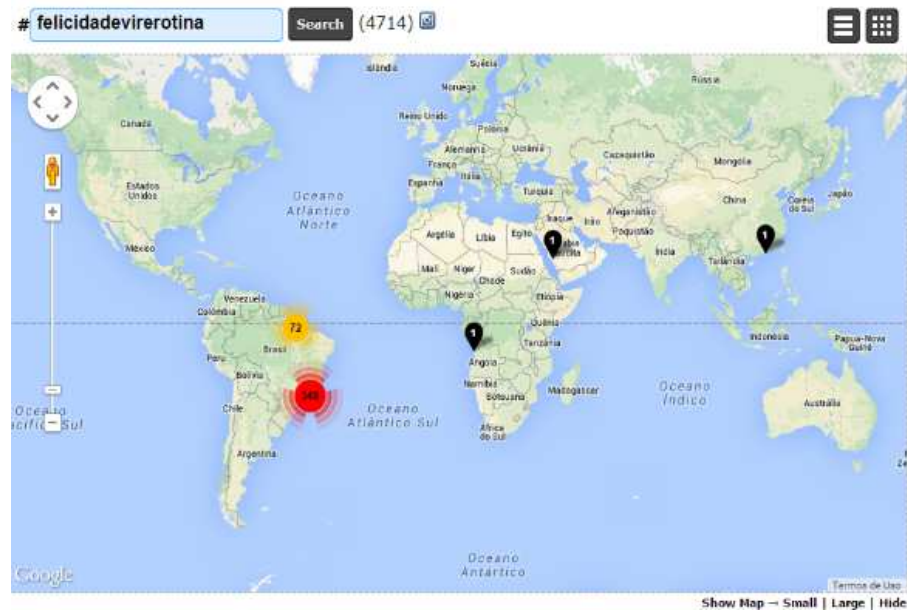 # felicidadevirerotina Search (4714)
Islândia
Suécia
Rússia
Noruega
Canadá
Reino Unido
Polônia
Alemanha Ucrânia
Cazaquistão
Mongólia
França
Espanha Itália
Turquia
Estados
Unidos
Oceano
Atlântico
Norte
China
Coreia
do Sul
Japão
Iraque Irã Afeganistão
Paquistão
1
México
Argélia Líbia Egito
1
Índia
Tailândia
Mali Níger Sudão
Chade
Nigéria Etiópia
Venezuela
Colômbia
72
Quênia
1
Tanzânia
Indonésia
Papua-Nova
Guiné
Brasil
Peru
Angola
Bolívia
Namíbia
Botsuana
Madagascar
Oceano
Índico
Austrália
Chile
Oceano
Atlântico Sul
África
do Sul
Argentina
Oceano
Antártico
Google
Termos de Uso
Show Map — Small | Large | Hide